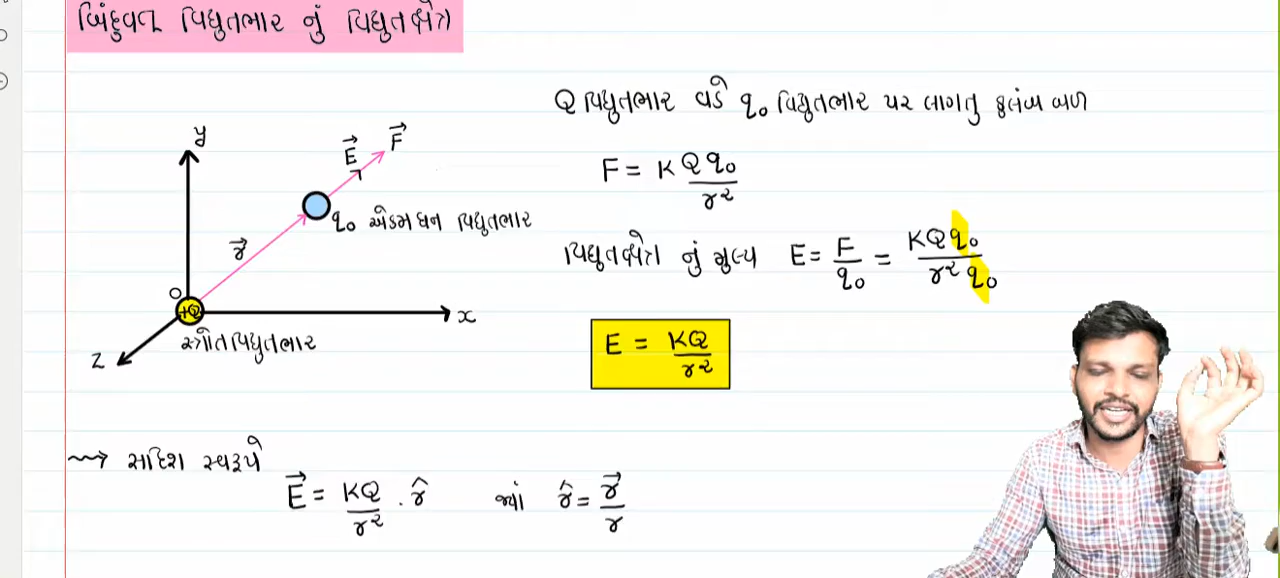 બિંદુવત્ વિદ્યુતભાર નું વિદ્યુતક્ષેત્ર
Q વિદ્યુતભાર વડે q₀ વિદ્યુતભાર પર લાગતુ કુલંબ બળ
F = K Qq₀/r²
વિદ્યુતક્ષેત્ર નું મુલ્ય E = F/q₀ = KQq₀/r²q₀
E = KQ/r²
y
E⃗ F⃗
q₀ એકમ ધન વિદ્યુતભાર
r⃗
O
+Q
x
સ્ત્રોત વિદ્યુતભાર
z
⇝ સદિશ સ્વરૂપે
E⃗ = KQ/r² . r̂ જ્યાં r̂ = r⃗/r